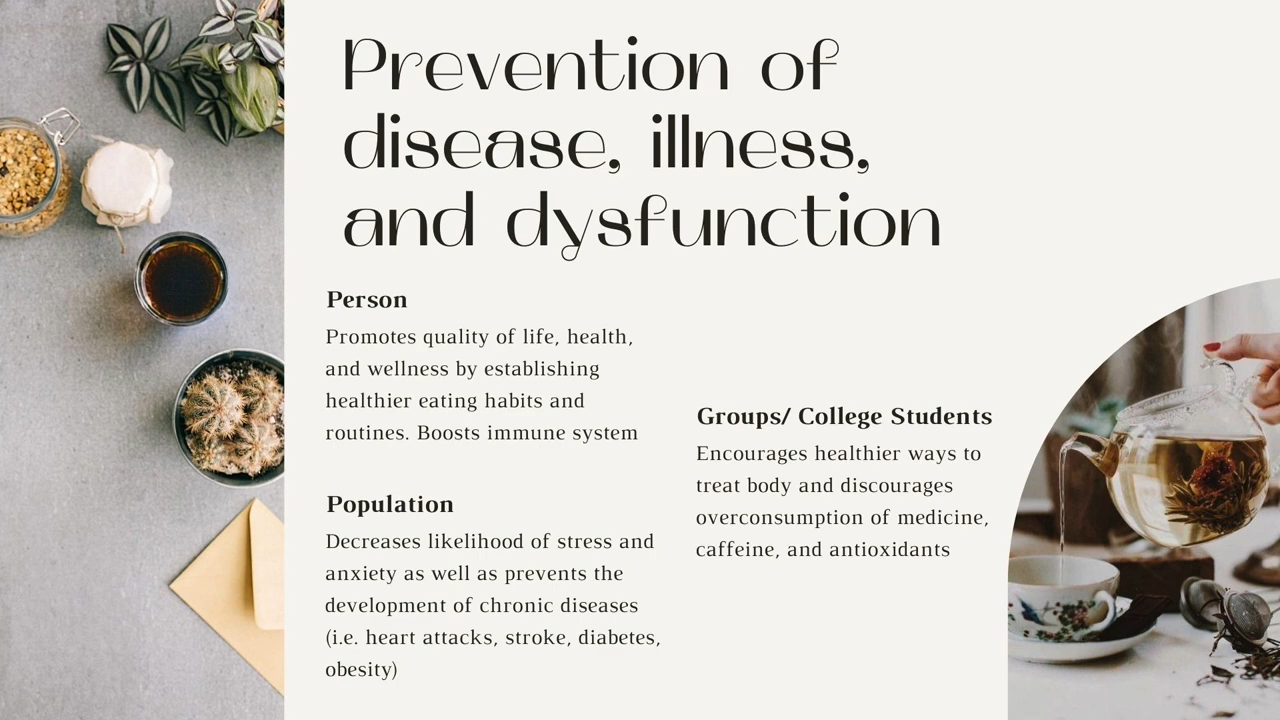 Prevention of
disease, illness,
and dysfunction
Person
Promotes quality of life, health,
and wellness by establishing
healthier eating habits and
routines. Boosts immune system
Population
Decreases likelihood of stress and
anxiety as well as prevents the
development of chronic diseases
(i.e. heart attacks, stroke, diabetes,
obesity)
Groups/ College Students
Encourages healthier ways to
treat body and discourages
overconsumption of medicine,
caffeine, and antioxidants